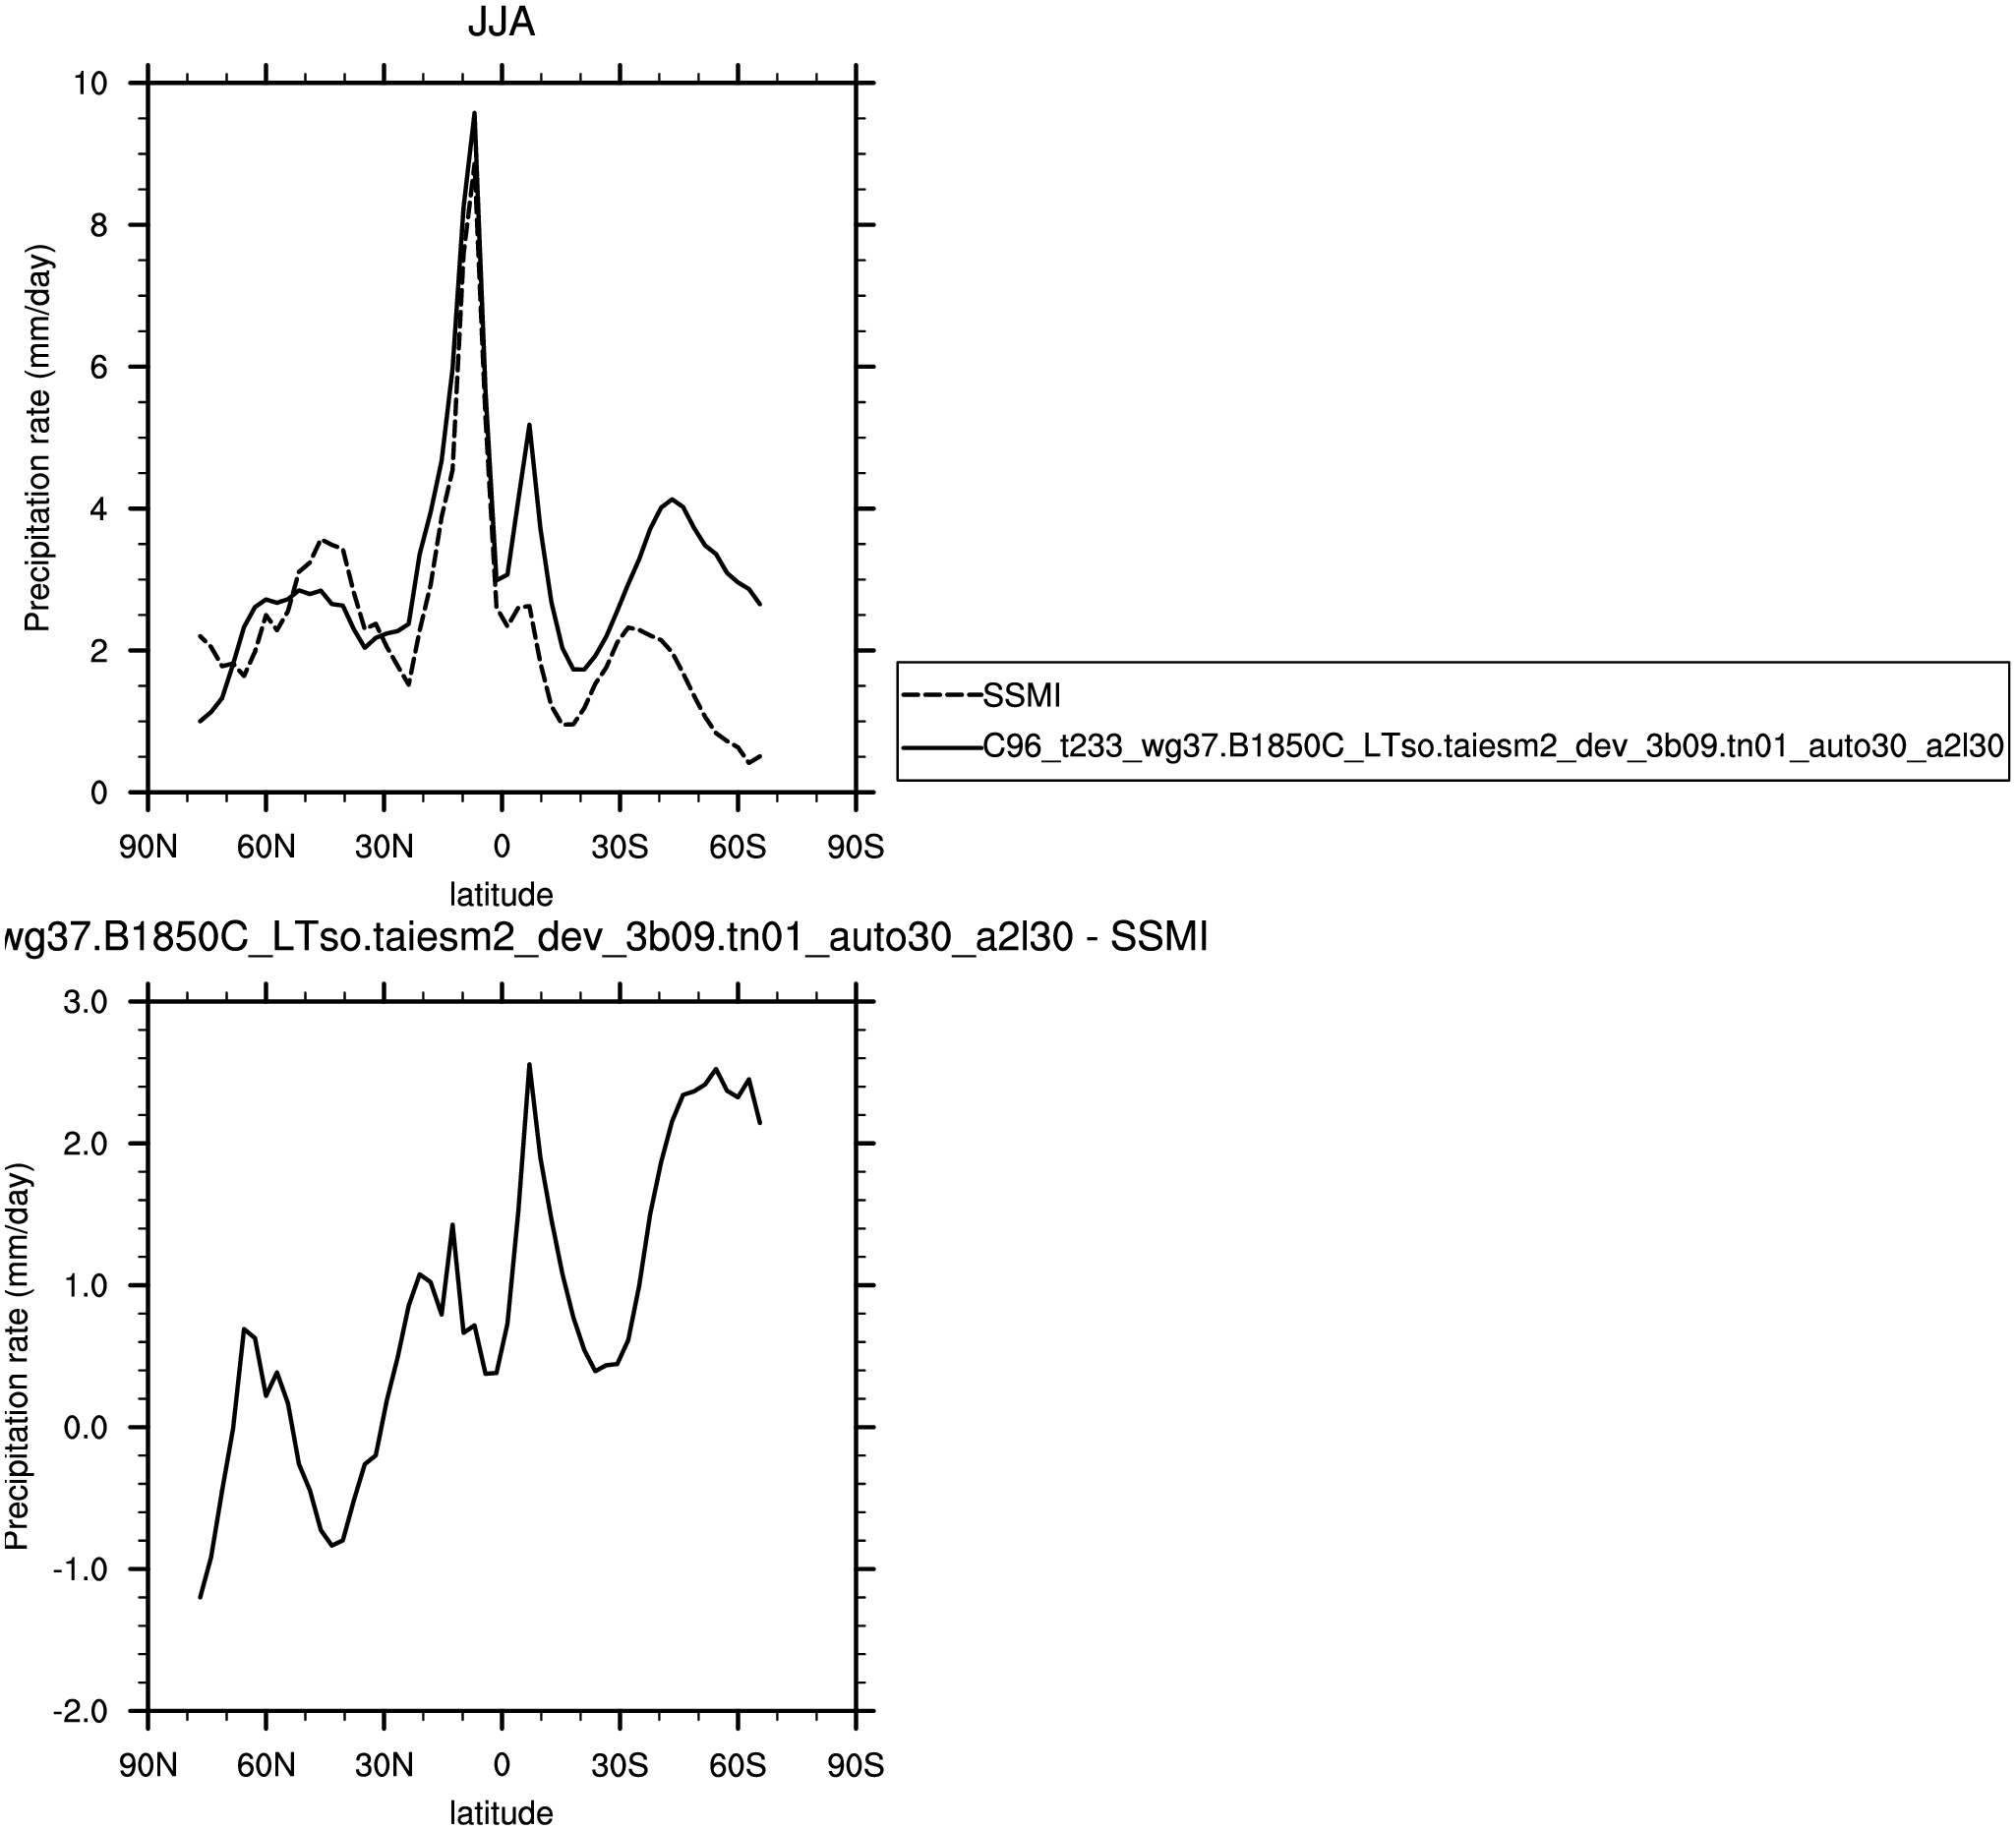 JJA
10
8
6
4
2
0
Precipitation rate (mm/day)
90N 60N 30N 0 30S 60S 90S
latitude
SSMI
C96_t233_wg37.B1850C_LTso.taiesm2_dev_3b09.tn01_auto30_a2l30
wg37.B1850C_LTso.taiesm2_dev_3b09.tn01_auto30_a2l30 - SSMI
3.0
2.0
1.0
0.0
-1.0
-2.0
Precipitation rate (mm/day)
90N 60N 30N 0 30S 60S 90S
latitude